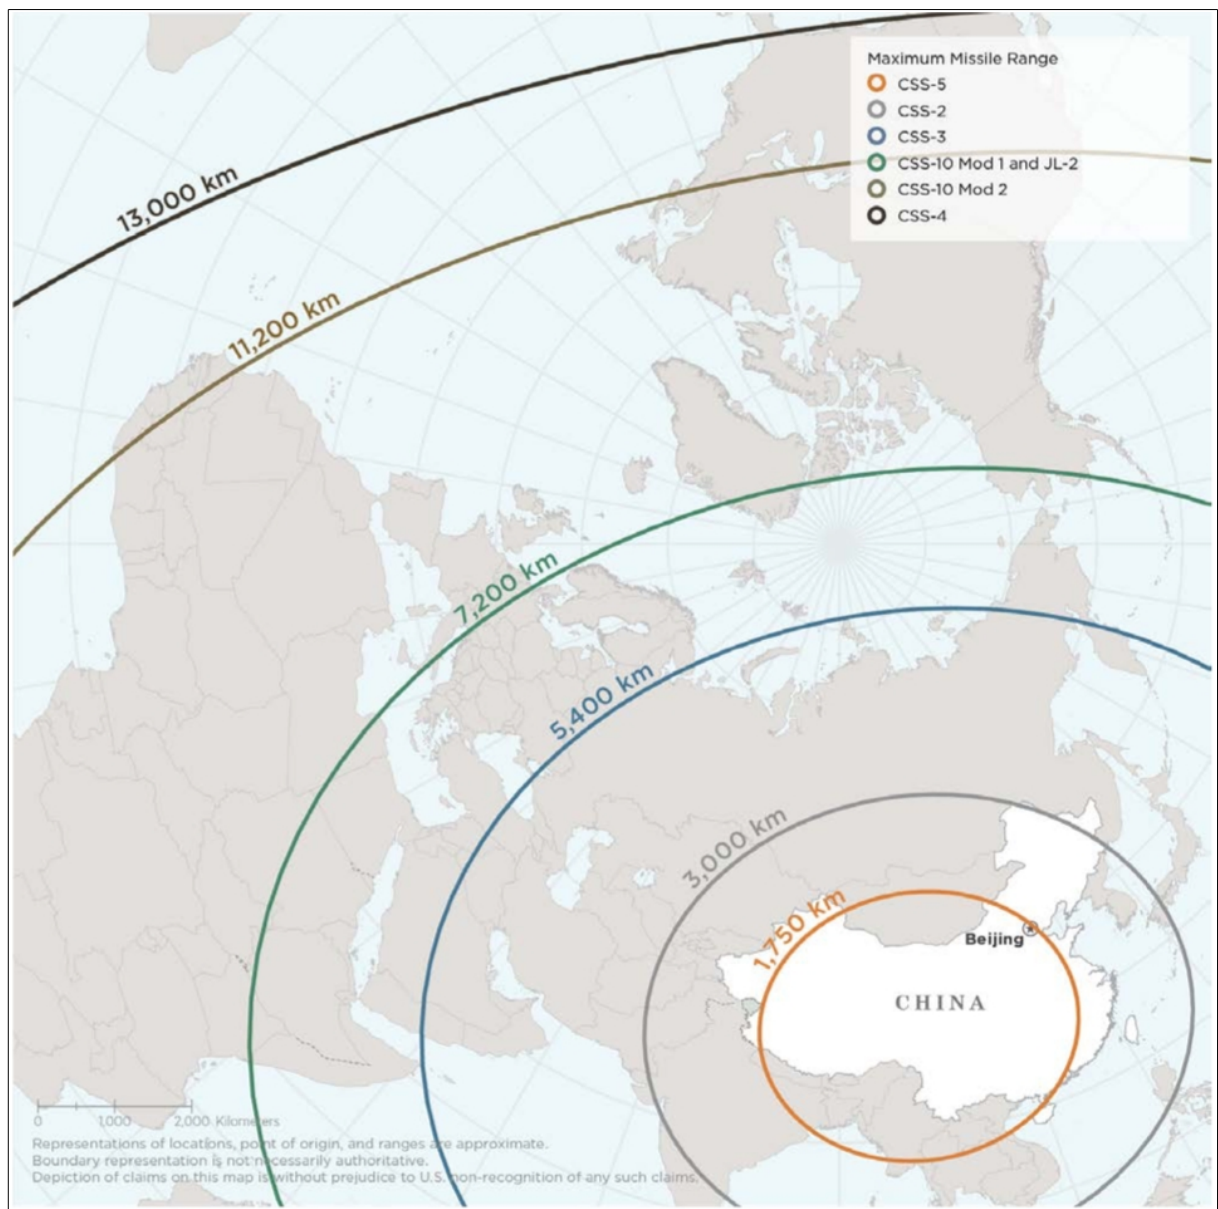 Maximum Missile Range
CSS-5
CSS-2
CSS-3
CSS-10 Mod 1 and JL-2
CSS-10 Mod 2
CSS-4
13,000 km
11,200 km
7,200 km
5,400 km
3,000 km
1,750 km
Beijing
CHINA
0 1,000 2,000 Kilometers
Representations of locations, point of origin, and ranges are approximate.
Boundary representation is not necessarily authoritative.
Depiction of claims on this map is without prejudice to U.S. non-recognition of any such claims.